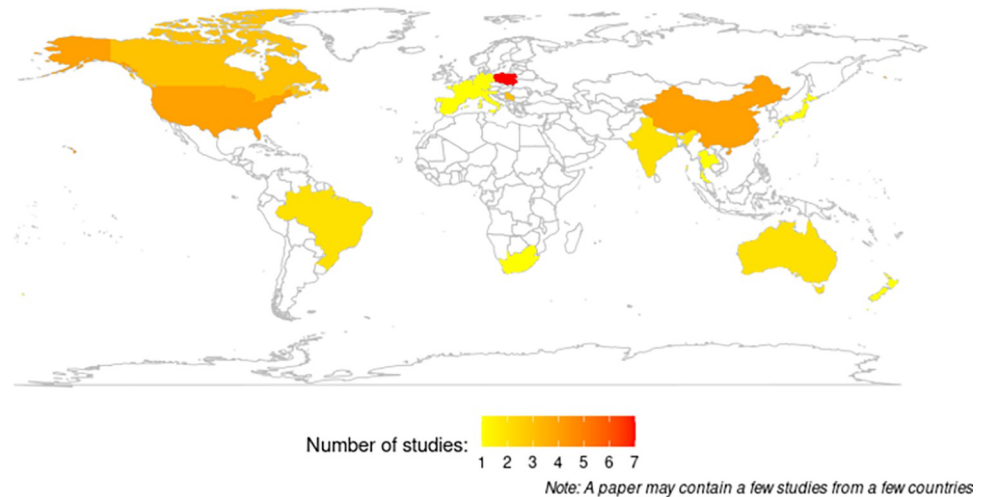 Number of studies:
1 2 3 4 5 6 7
Note: A paper may contain a few studies from a few countries